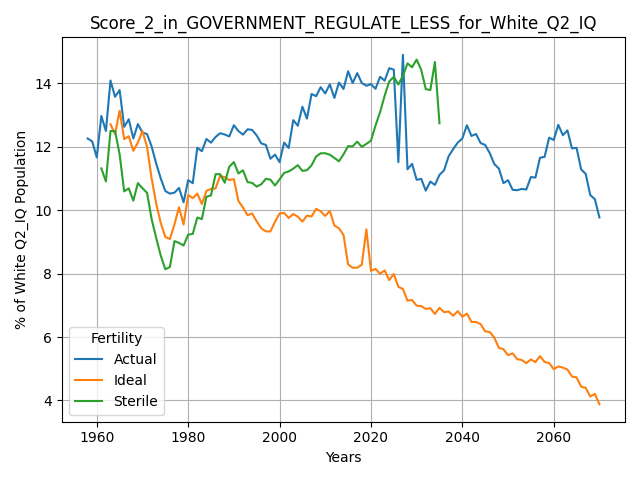 Score_2_in_GOVERNMENT_REGULATE_LESS_for_White_Q2_IQ
% of White Q2_IQ Population
14
12
10
8
6
4
Fertility
Actual
Ideal
Sterile
1960
1980
2000
2020
2040
2060
Years